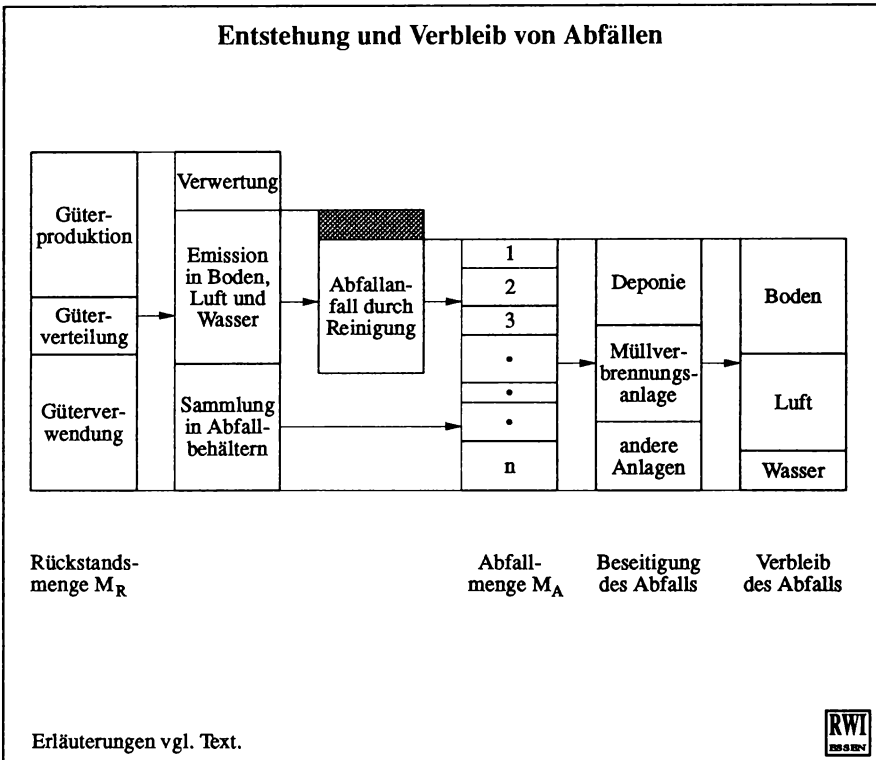 Entstehung und Verbleib von Abfällen
Güter-
produktion
Güter-
verteilung
Güterver-
wendung
Verwertung
Emission
in Boden,
Luft und
Wasser
Sammlung
in Abfall-
behältern
Abfallan-
fall durch
Reinigung
1
2
3
•
•
•
n
Deponie
Müllver-
brennungs-
anlage
andere
Anlagen
Boden
Luft
Wasser
Rückstands-
menge M_R
Abfall-
menge M_A
Beseitigung
des Abfalls
Verbleib
des Abfalls
Erläuterungen vgl. Text.
RWI
ESSEN